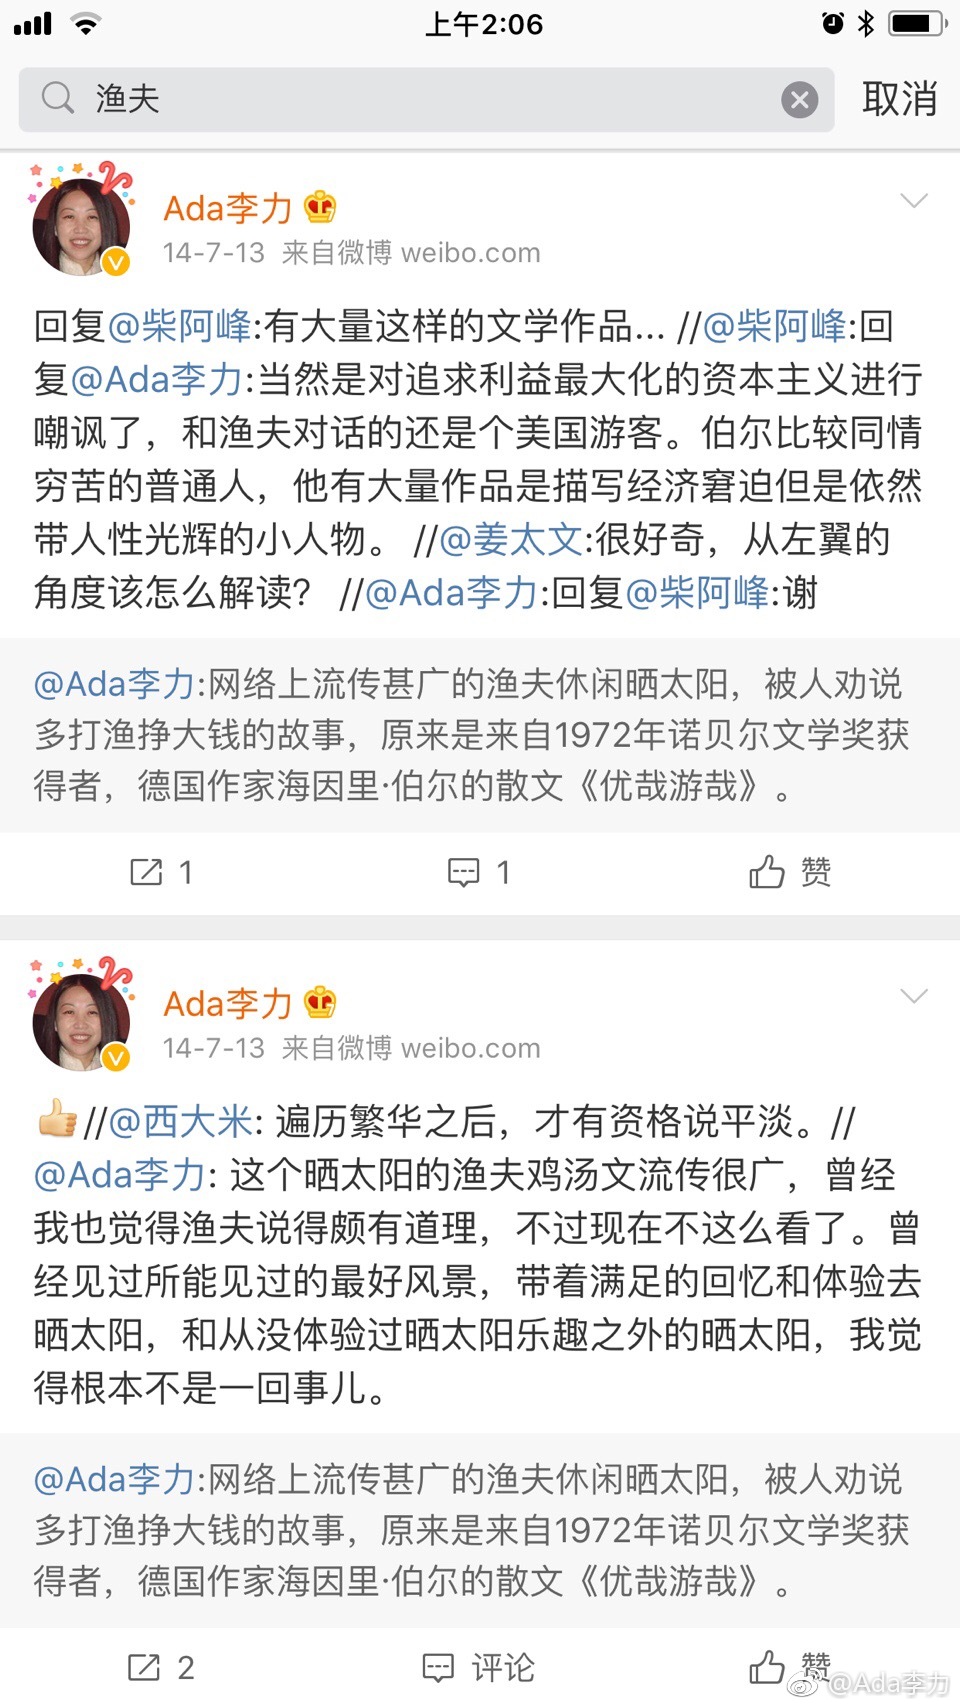 上午2:06
渔夫
取消
Ada李力
14-7-13 来自微博 weibo.com
回复@柴阿峰:有大量这样的文学作品... //@柴阿峰:回
复@Ada李力:当然是对追求利益最大化的资本主义进行
嘲讽了，和渔夫对话的还是个美国游客。伯尔比较同情
穷苦的普通人，他有大量作品是描写经济窘迫但是依然
带人性光辉的小人物。 //@姜太文:很好奇，从左翼的
角度该怎么解读？ //@Ada李力:回复@柴阿峰:谢
@Ada李力:网络上流传甚广的渔夫休闲晒太阳，被人劝说
多打渔挣大钱的故事，原来是来自1972年诺贝尔文学奖获
得者，德国作家海因里·伯尔的散文《优哉游哉》。
1 1 赞
Ada李力
14-7-13 来自微博 weibo.com
//@西大米: 遍历繁华之后，才有资格说平淡。//
@Ada李力: 这个晒太阳的渔夫鸡汤文流传很广，曾经
我也觉得渔夫说得颇有道理，不过现在不这么看了。曾
经见过所能见过的最好风景，带着满足的回忆和体验去
晒太阳，和从没体验过晒太阳乐趣之外的晒太阳，我觉
得根本不是一回事儿。
@Ada李力:网络上流传甚广的渔夫休闲晒太阳，被人劝说
多打渔挣大钱的故事，原来是来自1972年诺贝尔文学奖获
得者，德国作家海因里·伯尔的散文《优哉游哉》。
2 评论 赞
@Ada李力